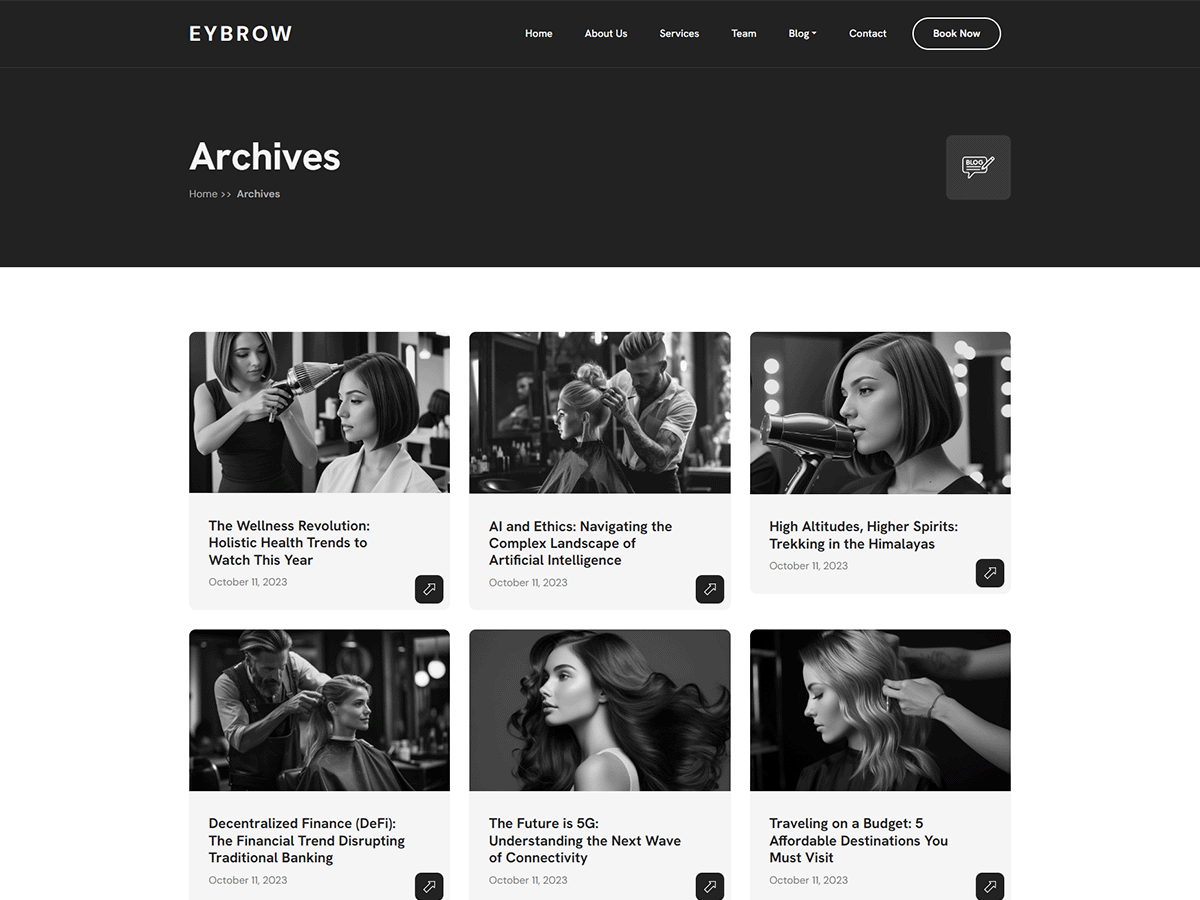 EYBROW
Home
About Us
Services
Team
Blog
Contact
Book Now
Archives
BLOG
Home >> Archives
The Wellness Revolution:
Holistic Health Trends to
Watch This Year
October 11, 2023
AI and Ethics: Navigating the
Complex Landscape of
Artificial Intelligence
October 11, 2023
High Altitudes, Higher Spirits:
Trekking in the Himalayas
October 11, 2023
Decentralized Finance (DeFi):
The Financial Trend Disrupting
Traditional Banking
October 11, 2023
The Future is 5G:
Understanding the Next Wave
of Connectivity
October 11, 2023
Traveling on a Budget: 5
Affordable Destinations You
Must Visit
October 11, 2023